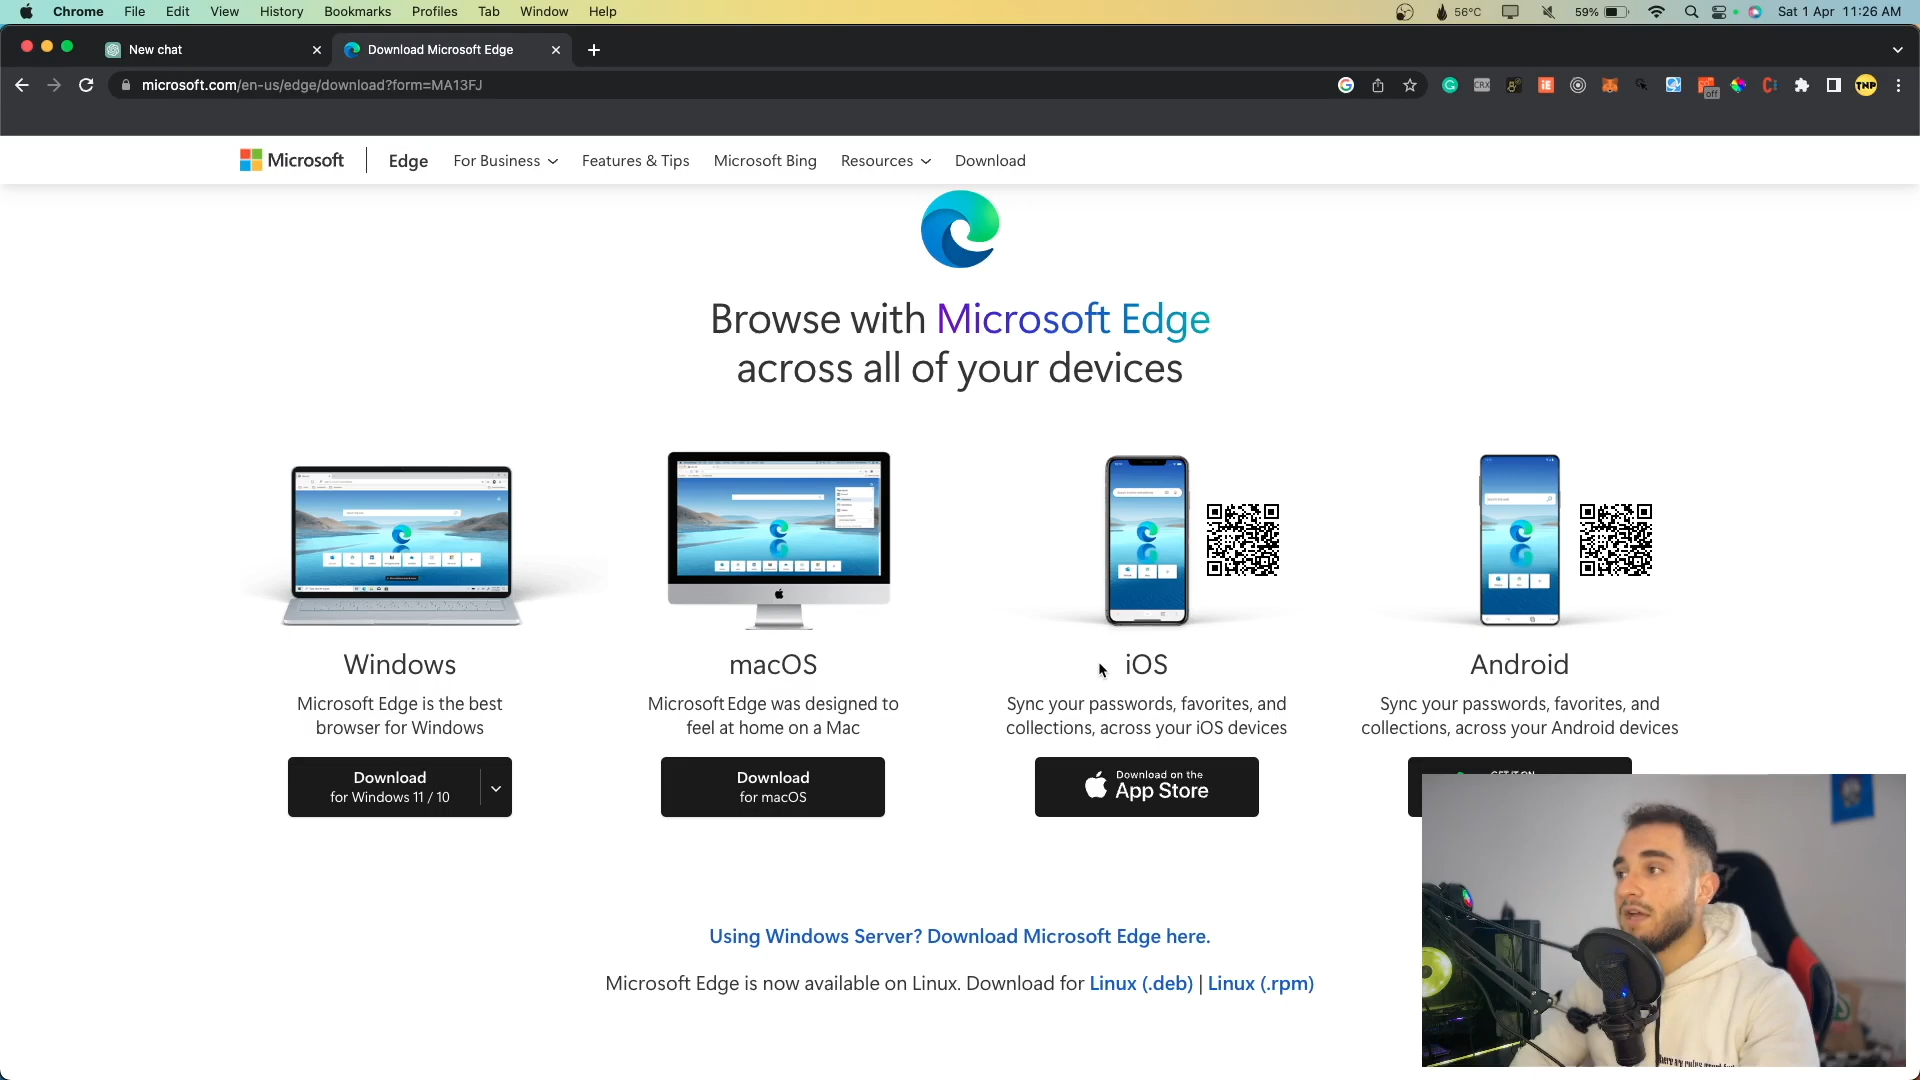 Chrome File Edit View History Bookmarks Profiles Tab Window Help 56°C 59% Sat 1 Apr 11:26 AM
New chat Download Microsoft Edge
microsoft.com/en-us/edge/download?form=MA13FJ CRX iE off TNP
Microsoft Edge For Business Features & Tips Microsoft Bing Resources Download
Browse with Microsoft Edge
across all of your devices
Windows
Microsoft Edge is the best
browser for Windows
Download
for Windows 11 / 10
macOS
Microsoft Edge was designed to
feel at home on a Mac
Download
for macOS
iOS
Sync your passwords, favorites, and
collections, across your iOS devices
Download on the
App Store
Android
Sync your passwords, favorites, and
collections, across your Android devices
Using Windows Server? Download Microsoft Edge here.
Microsoft Edge is now available on Linux. Download for Linux (.deb) | Linux (.rpm)